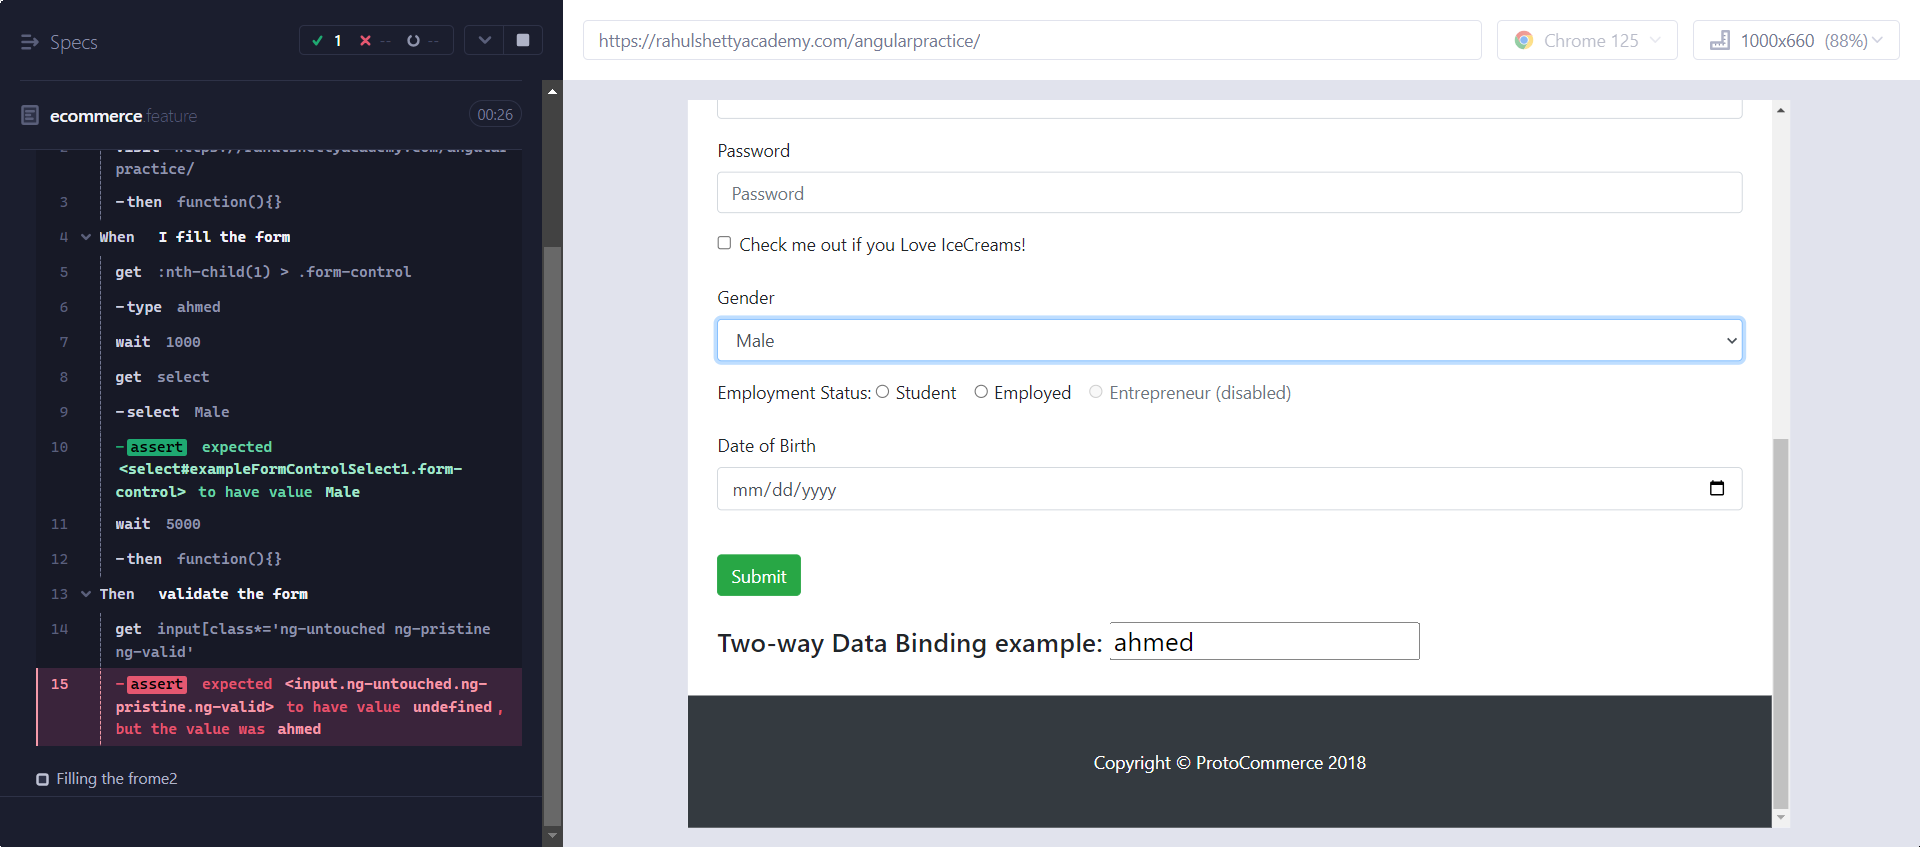 Specs
1 -- --
ecommerce.feature 00:26
2 visit https://rahulshettyacademy.com/angular
practice/
3 -then function(){}
4 When I fill the form
5 get :nth-child(1) > .form-control
6 -type ahmed
7 wait 1000
8 get select
9 -select Male
10 -assert expected
<select#exampleFormControlSelect1.form-
control> to have value Male
11 wait 5000
12 -then function(){}
13 Then validate the form
14 get input[class*='ng-untouched ng-pristine
ng-valid'
15 -assert expected <input.ng-untouched.ng-
pristine.ng-valid> to have value undefined,
but the value was ahmed
Filling the frome2
https://rahulshettyacademy.com/angularpractice/
Chrome 125
1000x660 (88%)
Password
Password
Check me out if you Love IceCreams!
Gender
Male
Employment Status: Student Employed Entrepreneur (disabled)
Date of Birth
mm/dd/yyyy
Submit
Two-way Data Binding example: ahmed
Copyright © ProtoCommerce 2018